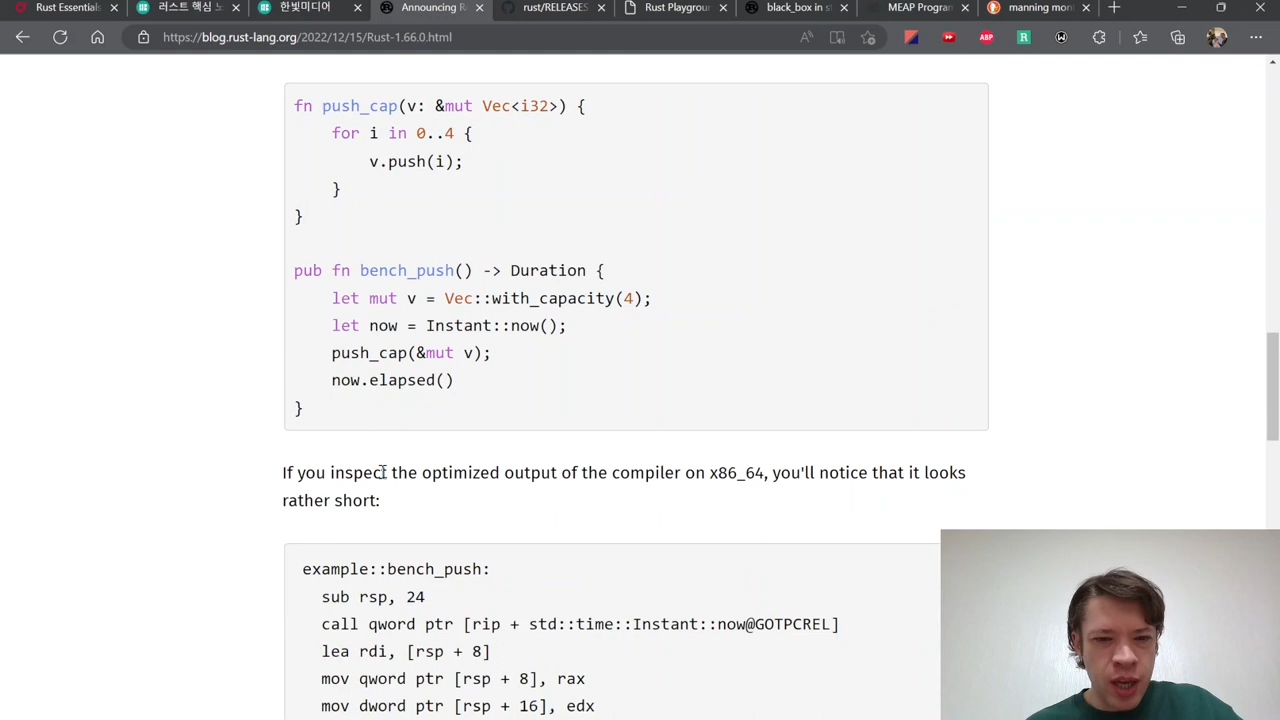 Rust Essentials
러스트 핵심 노
한빛미디어
Announcing R
rust/RELEASES
Rust Playgroun
black_box in st
MEAP Program
manning mont
https://blog.rust-lang.org/2022/12/15/Rust-1.66.0.html
fn push_cap(v: &mut Vec<i32>) {
for i in 0..4 {
v.push(i);
}
}
pub fn bench_push() -> Duration {
let mut v = Vec::with_capacity(4);
let now = Instant::now();
push_cap(&mut v);
now.elapsed()
}
If you inspect the optimized output of the compiler on x86_64, you'll notice that it looks
rather short:
example::bench_push:
sub rsp, 24
call qword ptr [rip + std::time::Instant::now@GOTPCREL]
lea rdi, [rsp + 8]
mov qword ptr [rsp + 8], rax
mov dword ptr [rsp + 16], edx